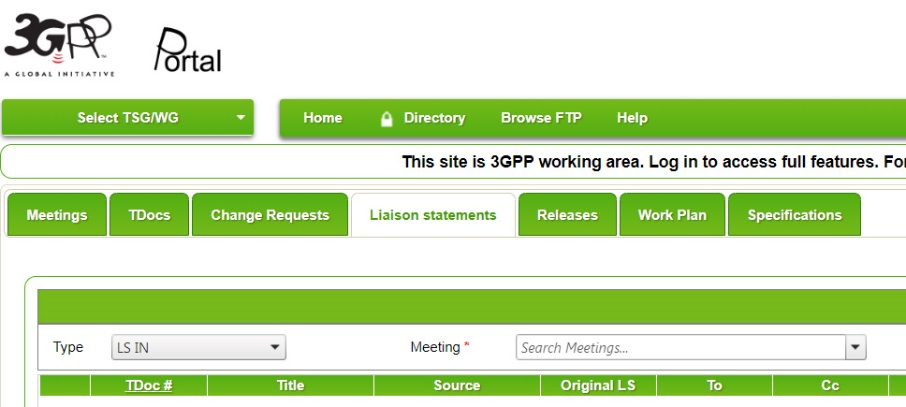 3GPP
TM
A GLOBAL INITIATIVE
Portal
Select TSG/WG
Home Directory Browse FTP Help
This site is 3GPP working area. Log in to access full features. Fo
Meetings TDocs Change Requests Liaison statements Releases Work Plan Specifications
Type LS IN Meeting * Search Meetings...
TDoc # Title Source Original LS To Cc